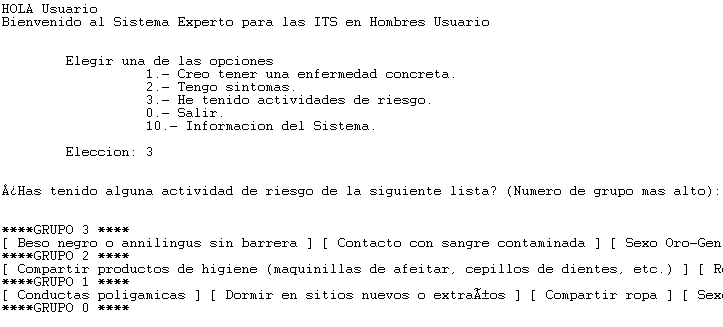 HOLA Usuario
Bienvenido al Sistema Experto para las ITS en Hombres Usuario
Elegir una de las opciones
1.- Creo tener una enfermedad concreta.
2.- Tengo sintomas.
3.- He tenido actividades de riesgo.
0.- Salir.
10.- Informacion del Sistema.
Eleccion: 3
Â¿Has tenido alguna actividad de riesgo de la siguiente lista? (Numero de grupo mas alto):
****GRUPO 3 ****
[ Beso negro o annilingus sin barrera ] [ Contacto con sangre contaminada ] [ Sexo Oro-Gen
****GRUPO 2 ****
[ Compartir productos de higiene (maquinillas de afeitar, cepillos de dientes, etc.) ] [ R
****GRUPO 1 ****
[ Conductas poligamicas ] [ Dormir en sitios nuevos o extraÃ±os ] [ Compartir ropa ] [ Sex
****GRUPO 0 ****